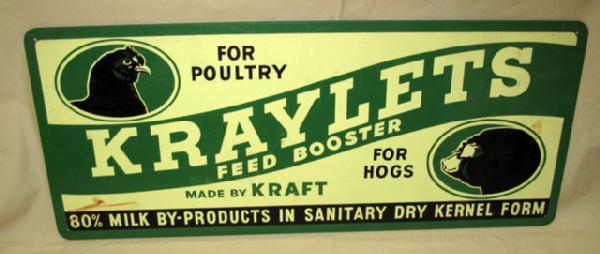 FOR
POULTRY
KRAYLETS
FEED BOOSTER
FOR
HOGS
MADE BY KRAFT
80% MILK BY-PRODUCTS IN SANITARY DRY KERNEL FORM